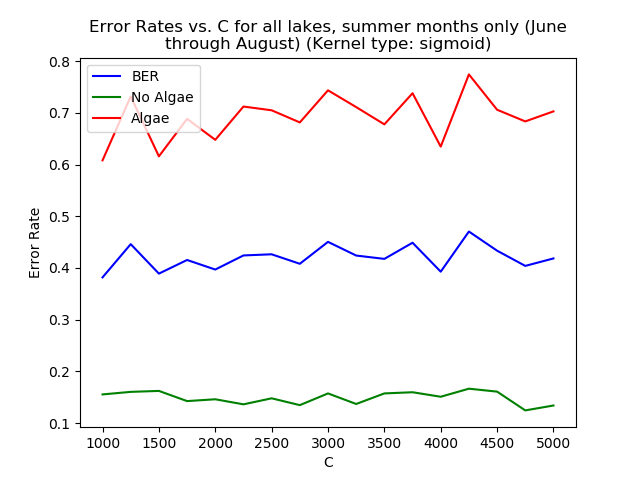 Error Rates vs. C for all lakes, summer months only (June
through August) (Kernel type: sigmoid)
BER
No Algae
Algae
0.8
0.7
0.6
0.5
0.4
0.3
0.2
0.1
Error Rate
1000 1500 2000 2500 3000 3500 4000 4500 5000
C